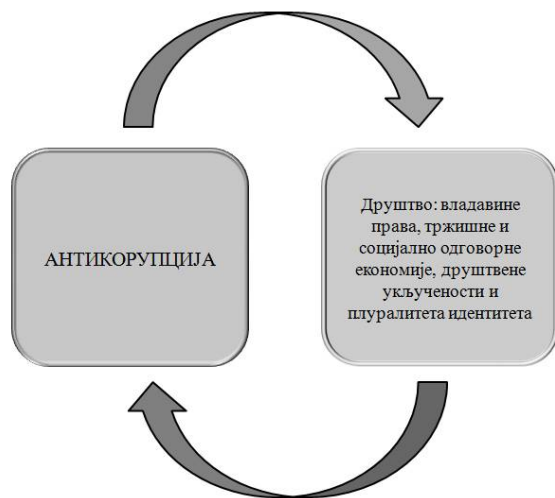 АНТИКОРУПЦИЈА
Друштво: владавине
права, тржишне и
социјално одговорне
економије, друштвене
укључености и
плуралитета идентитета